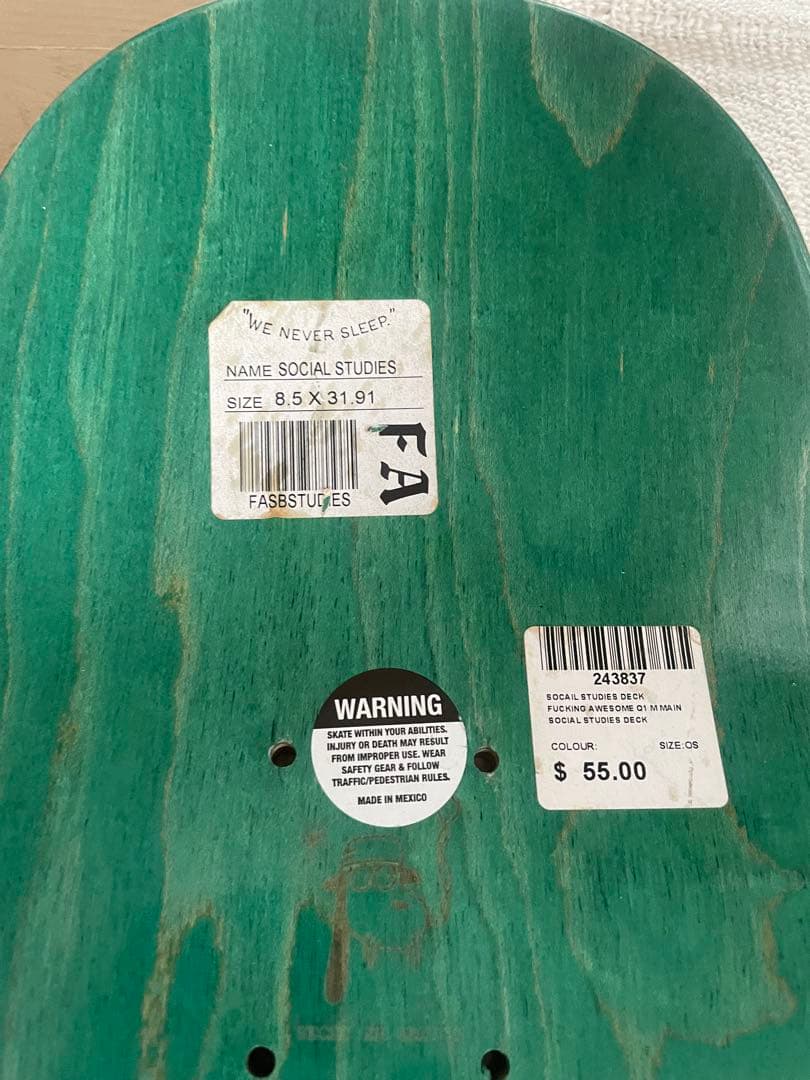 "WE NEVER SLEEP."
NAME SOCIAL STUDIES
SIZE 8.5 X 31.91
FA
FASBSTUDIES
243837
SOCAIL STUDIES DECK
FUCKING AWESOME Q1 M MAIN
SOCIAL STUDIES DECK
COLOUR: SIZE:OS
$ 55.00
WARNING
SKATE WITHIN YOUR ABILITIES.
INJURY OR DEATH MAY RESULT
FROM IMPROPER USE. WEAR
SAFETY GEAR & FOLLOW
TRAFFIC/PEDESTRIAN RULES.
MADE IN MEXICO